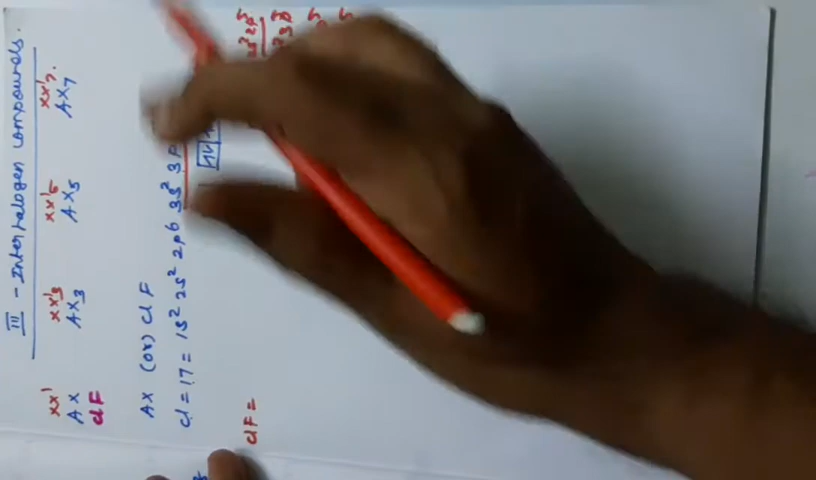 III - Interhalogen compounds.
xx' xx'3 xx'5 xx'7.
AX AX3 AX5 AX7
ClF
AX (or) ClF
Cl = 17 = 1s² 2s² 2p6 3s² 3p
1V
ClF =